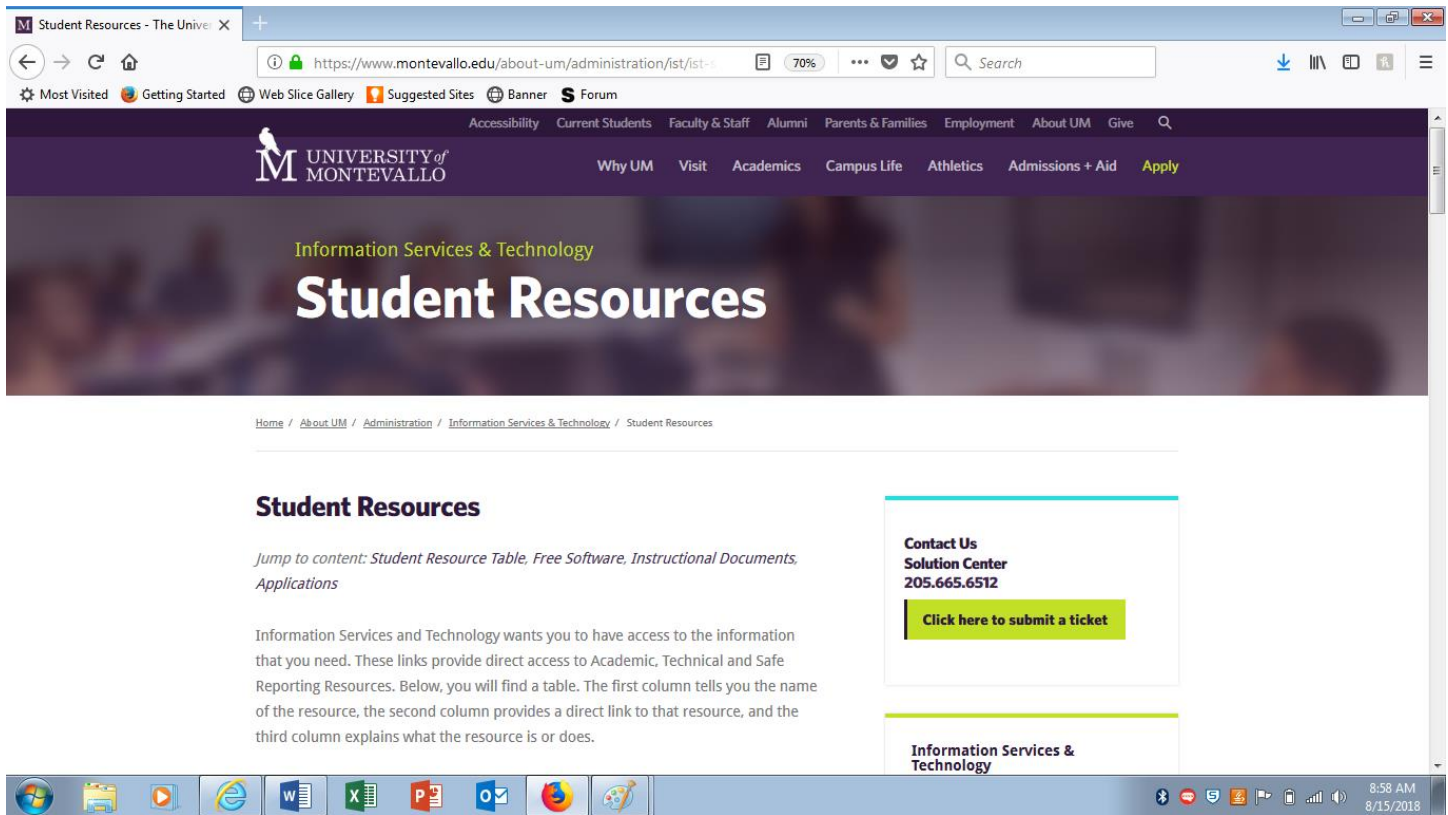 Student Resources - The Univer
https://www.montevallo.edu/about-um/administration/ist/ist-s
70%
Search
Most Visited Getting Started Web Slice Gallery Suggested Sites Banner Forum
Accessibility Current Students Faculty & Staff Alumni Parents & Families Employment About UM Give
UNIVERSITY of
MONTEVALLO
Why UM Visit Academics Campus Life Athletics Admissions + Aid Apply
Information Services & Technology
Student Resources
Home / About UM / Administration / Information Services & Technology / Student Resources
Student Resources
Jump to content: Student Resource Table, Free Software, Instructional Documents,
Applications
Information Services and Technology wants you to have access to the information
that you need. These links provide direct access to Academic, Technical and Safe
Reporting Resources. Below, you will find a table. The first column tells you the name
of the resource, the second column provides a direct link to that resource, and the
third column explains what the resource is or does.
Contact Us
Solution Center
205.665.6512
Click here to submit a ticket
Information Services &
Technology
8:58 AM
8/15/2018